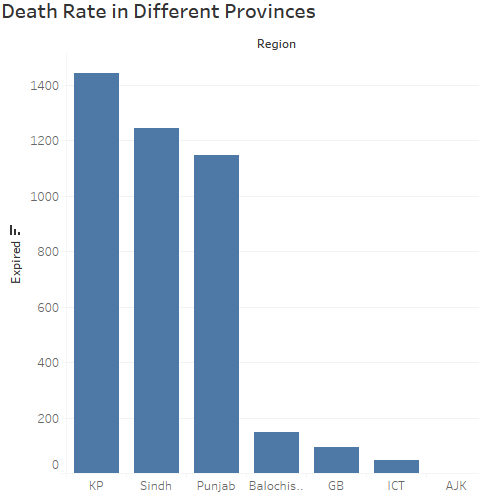 Death Rate in Different Provinces
Region
Expired
1400
1200
1000
800
600
400
200
0
KP Sindh Punjab Balochis.. GB ICT AJK